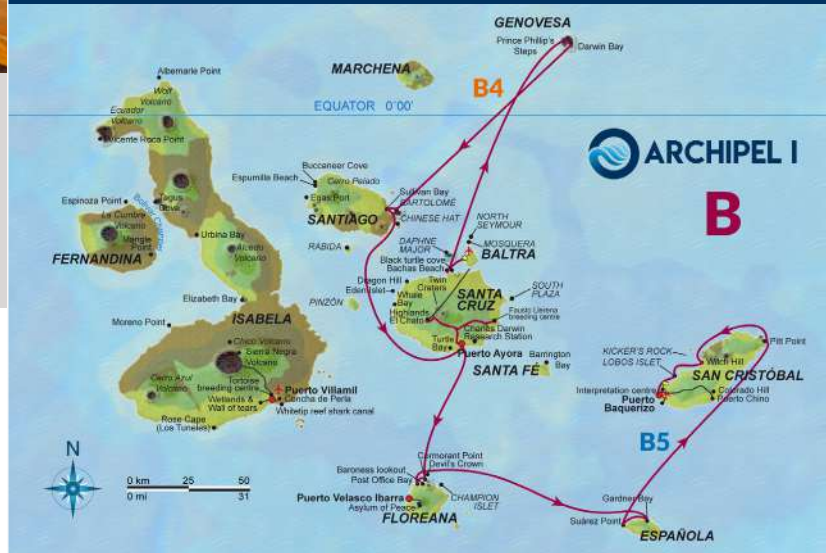 GENOVESA
Prince Phillip's
Steps
Darwin Bay
MARCHENA
B4
Albemarle Point
Wolf
Volcano
EQUATOR 0°00'
Ecuador
Volcano
Vicente Roca Point
ARCHIPEL I
B
Buccaneer Cove
Espumilla Beach
Cerro Pelado
Egas Port
Sullivan Bay
BARTOLOMÉ
SANTIAGO
CHINESE HAT
Espinoza Point
Tagus
Cove
Bolivar Channel
La Cumbre
Volcano
Mangle
Point
FERNANDINA
Urbina Bay
Alcedo
Volcano
RABIDA
NORTH
SEYMOUR
DAPHNE
MAJOR
MOSQUERA
BALTRA
Black turtle cove
Bachas Beach
Dragon Hill
Eden Islet
Twin
Craters
Whale
Bay
SANTA
CRUZ
SOUTH
PLAZA
Highlands
El Chato
Fausto Llerena
breeding centre
Charles Darwin
Research Station
Turtle
Bay
Puerto Ayora
PINZÓN
Elizabeth Bay
ISABELA
Moreno Point
Chico Volcano
Sierra Negra
Volcano
Cerro Azul
Volcano
Tortoise
breeding centre
Puerto Villamil
Wetlands &
Wall of tears
Concha de Perla
Whitetip reef shark canal
Rose Cape
(Los Tuneles)
SANTA FÉ
Barrington
Bay
KICKER'S ROCK
LOBOS ISLET
Pitt Point
Witch Hill
SAN CRISTÓBAL
Interpretation centre
Colorado Hill
Puerto Chino
Puerto
Baquerizo
B5
N
0 km 25 50
0 mi 31
Cormorant Point
Devil's Crown
Baroness lookout
Post Office Bay
Puerto Velasco Ibarra
Asylum of Peace
CHAMPION
ISLET
FLOREANA
Gardner Bay
Suárez Point
ESPAÑOLA